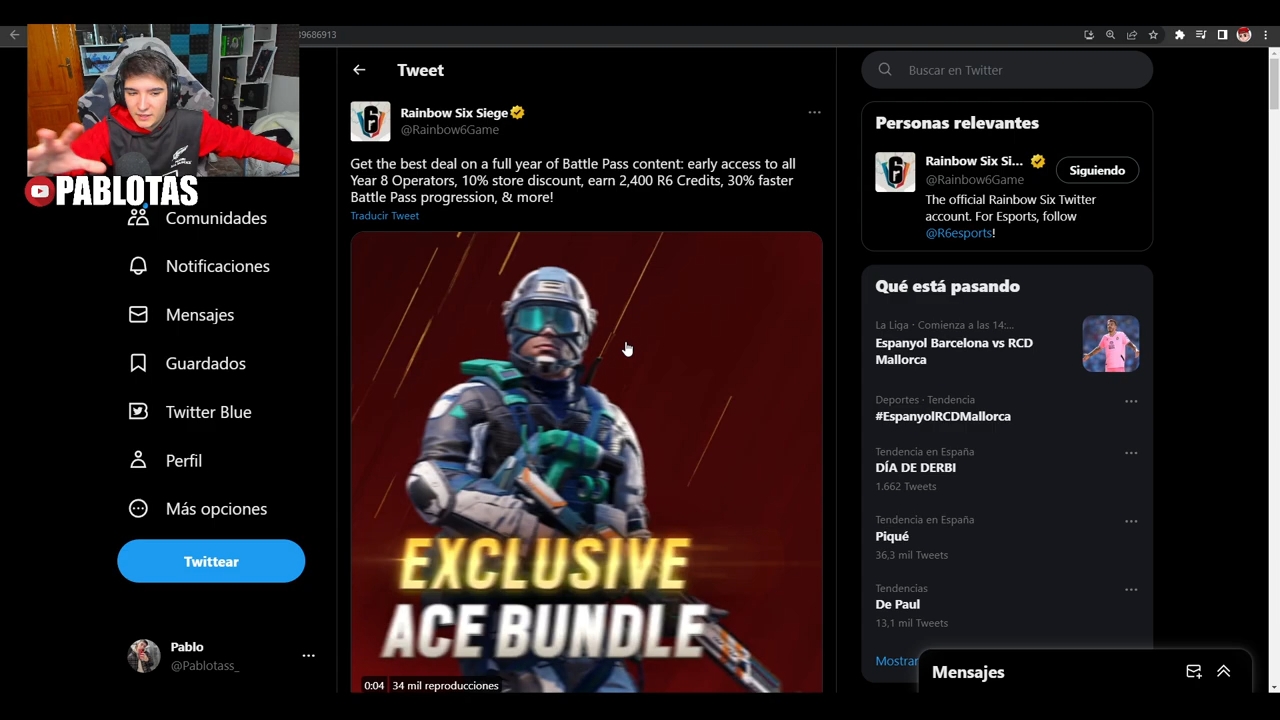 39686913
PABLOTAS
Comunidades
Notificaciones
Mensajes
Guardados
Twitter Blue
Perfil
Más opciones
Twittear
Pablo
@Pablotass_
Tweet
Rainbow Six Siege
@Rainbow6Game
Get the best deal on a full year of Battle Pass content: early access to all
Year 8 Operators, 10% store discount, earn 2,400 R6 Credits, 30% faster
Battle Pass progression, & more!
Traducir Tweet
EXCLUSIVE
ACE BUNDLE
0:04 34 mil reproducciones
Buscar en Twitter
Personas relevantes
Rainbow Six Si...
@Rainbow6Game
Siguiendo
The official Rainbow Six Twitter
account. For Esports, follow
@R6esports!
Qué está pasando
La Liga · Comienza a las 14:...
Espanyol Barcelona vs RCD
Mallorca
Deportes · Tendencia
#EspanyolRCDMallorca
Tendencia en España
DÍA DE DERBI
1.662 Tweets
Tendencia en España
Piqué
36,3 mil Tweets
Tendencias
De Paul
13,1 mil Tweets
Mostrar
Mensajes